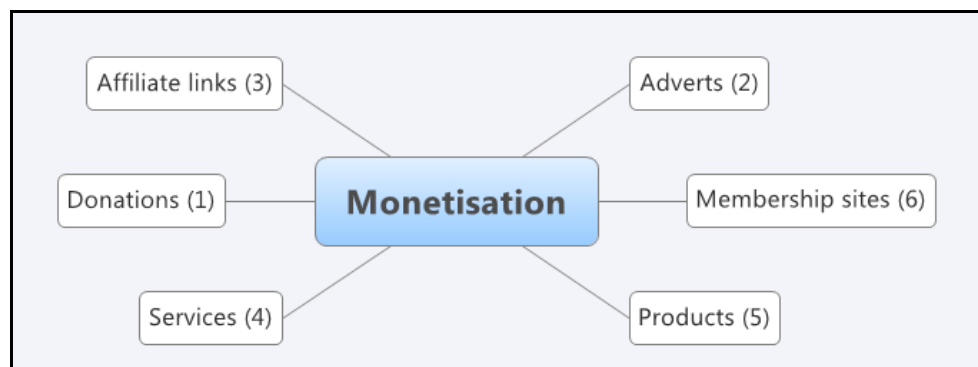 Affiliate links (3)
Adverts (2)
Donations (1)
Monetisation
Membership sites (6)
Services (4)
Products (5)